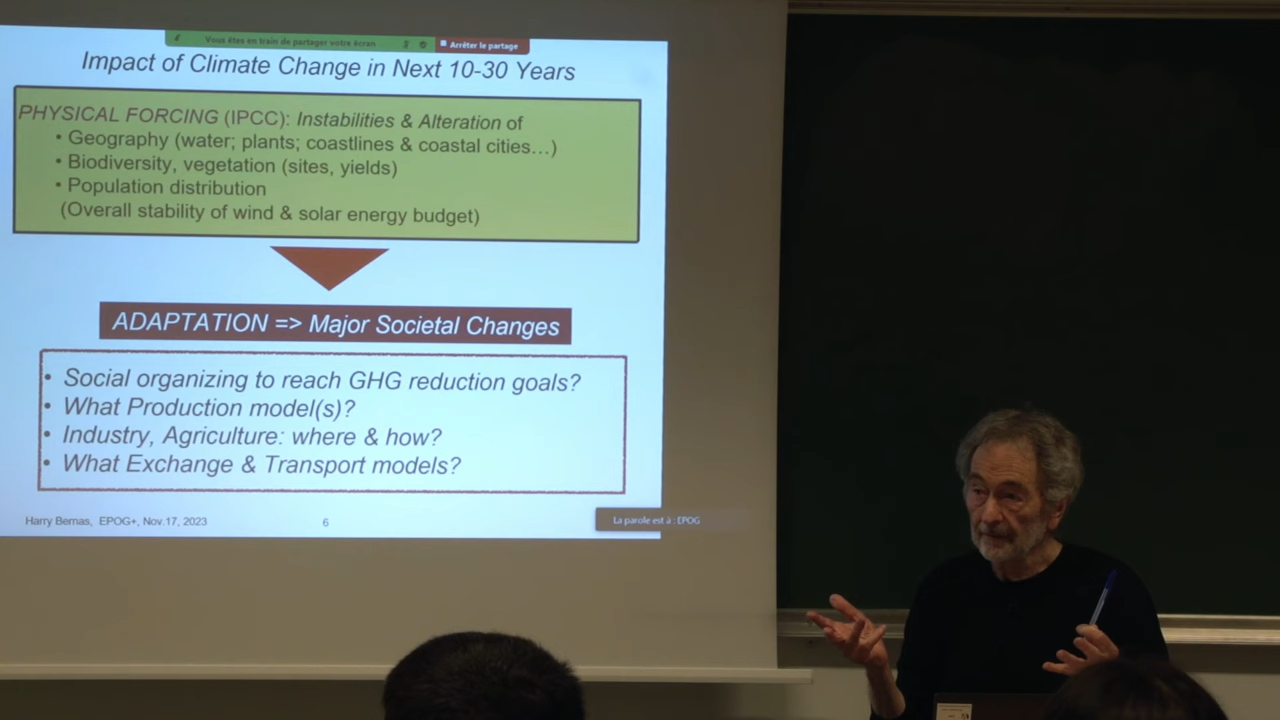 Vous êtes en train de partager votre écran
Arrêter le partage
Impact of Climate Change in Next 10-30 Years
PHYSICAL FORCING (IPCC): Instabilities & Alteration of
• Geography (water; plants; coastlines & coastal cities…)
• Biodiversity, vegetation (sites, yields)
• Population distribution
(Overall stability of wind & solar energy budget)
ADAPTATION => Major Societal Changes
• Social organizing to reach GHG reduction goals?
• What Production model(s)?
• Industry, Agriculture: where & how?
• What Exchange & Transport models?
Harry Bernas, EPOG+, Nov.17, 2023
6
La parole est à : EPOG